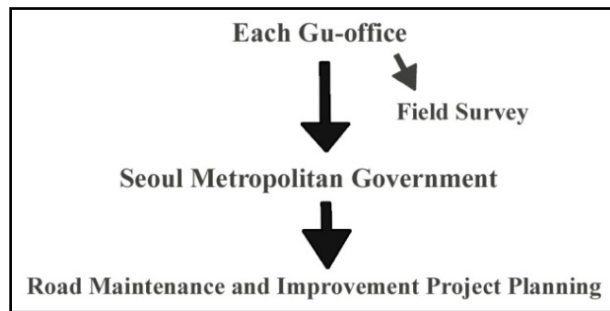 Each Gu-office
Field Survey
Seoul Metropolitan Government
Road Maintenance and Improvement Project Planning